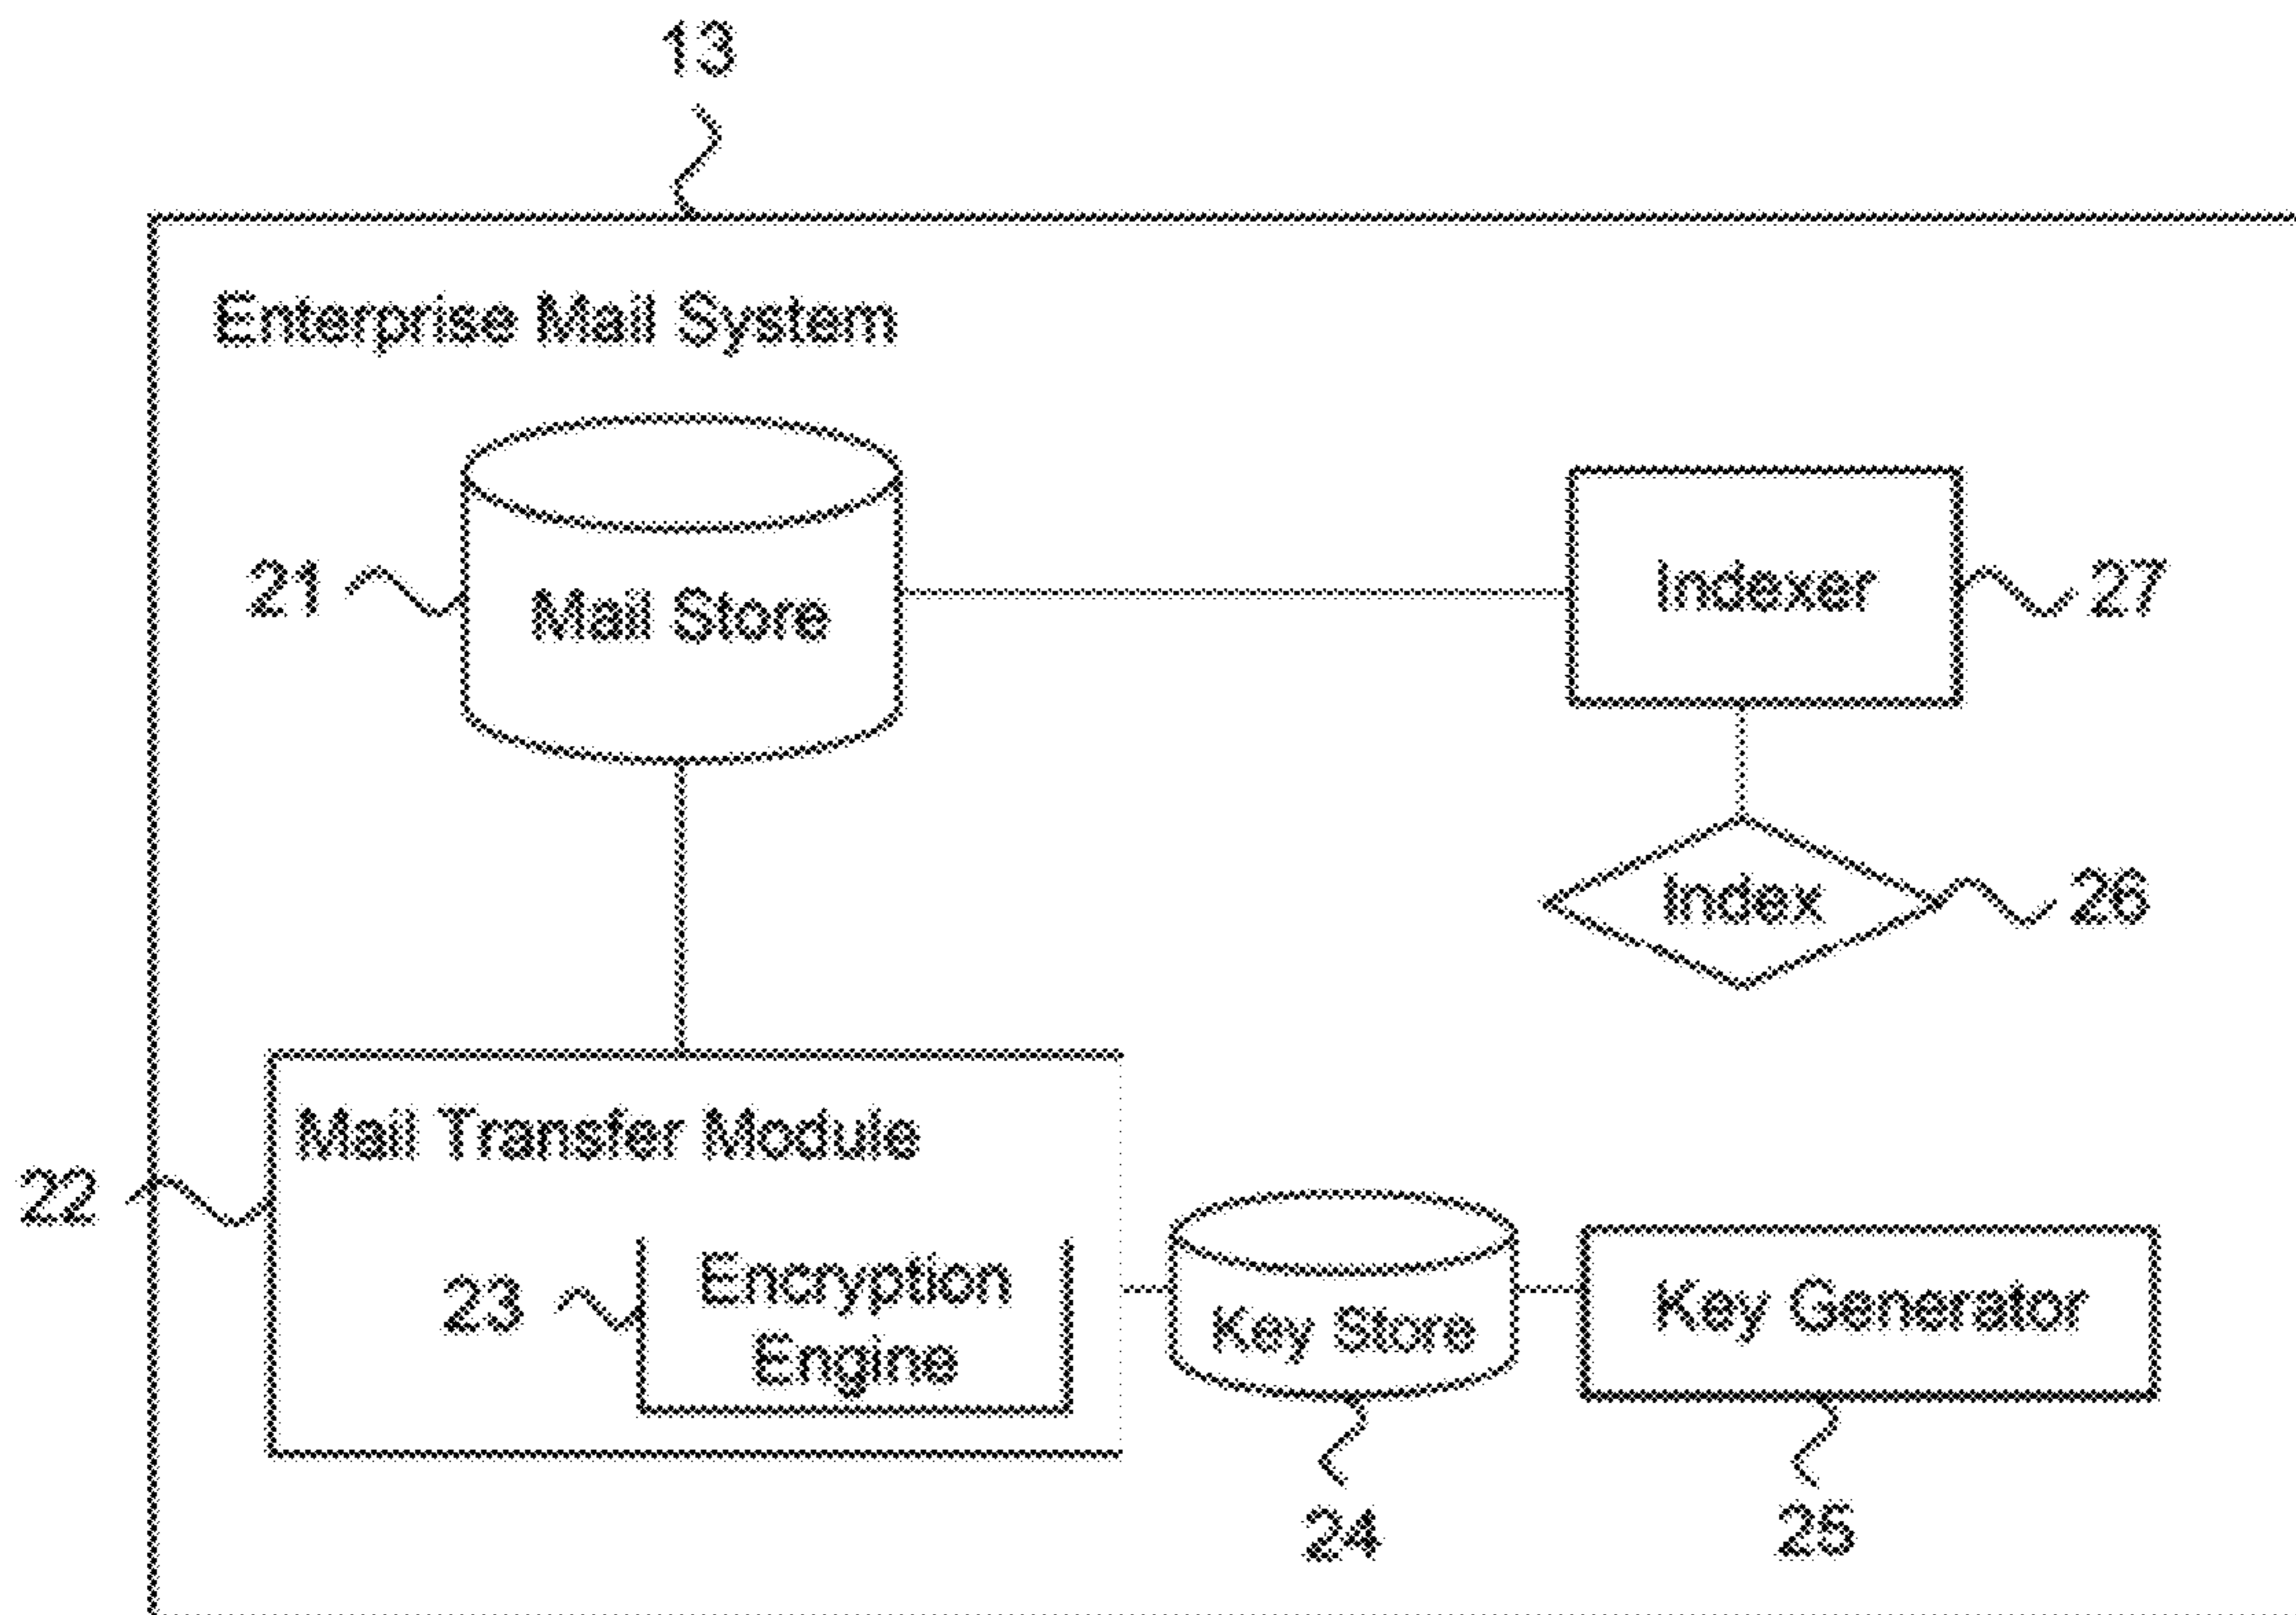 13
Enterprise Mail System
21
Mail Store
Indexer
27
Index
26
Mail Transfer Module
22
23
Encryption
Engine
Key Store
Key Generator
24
25